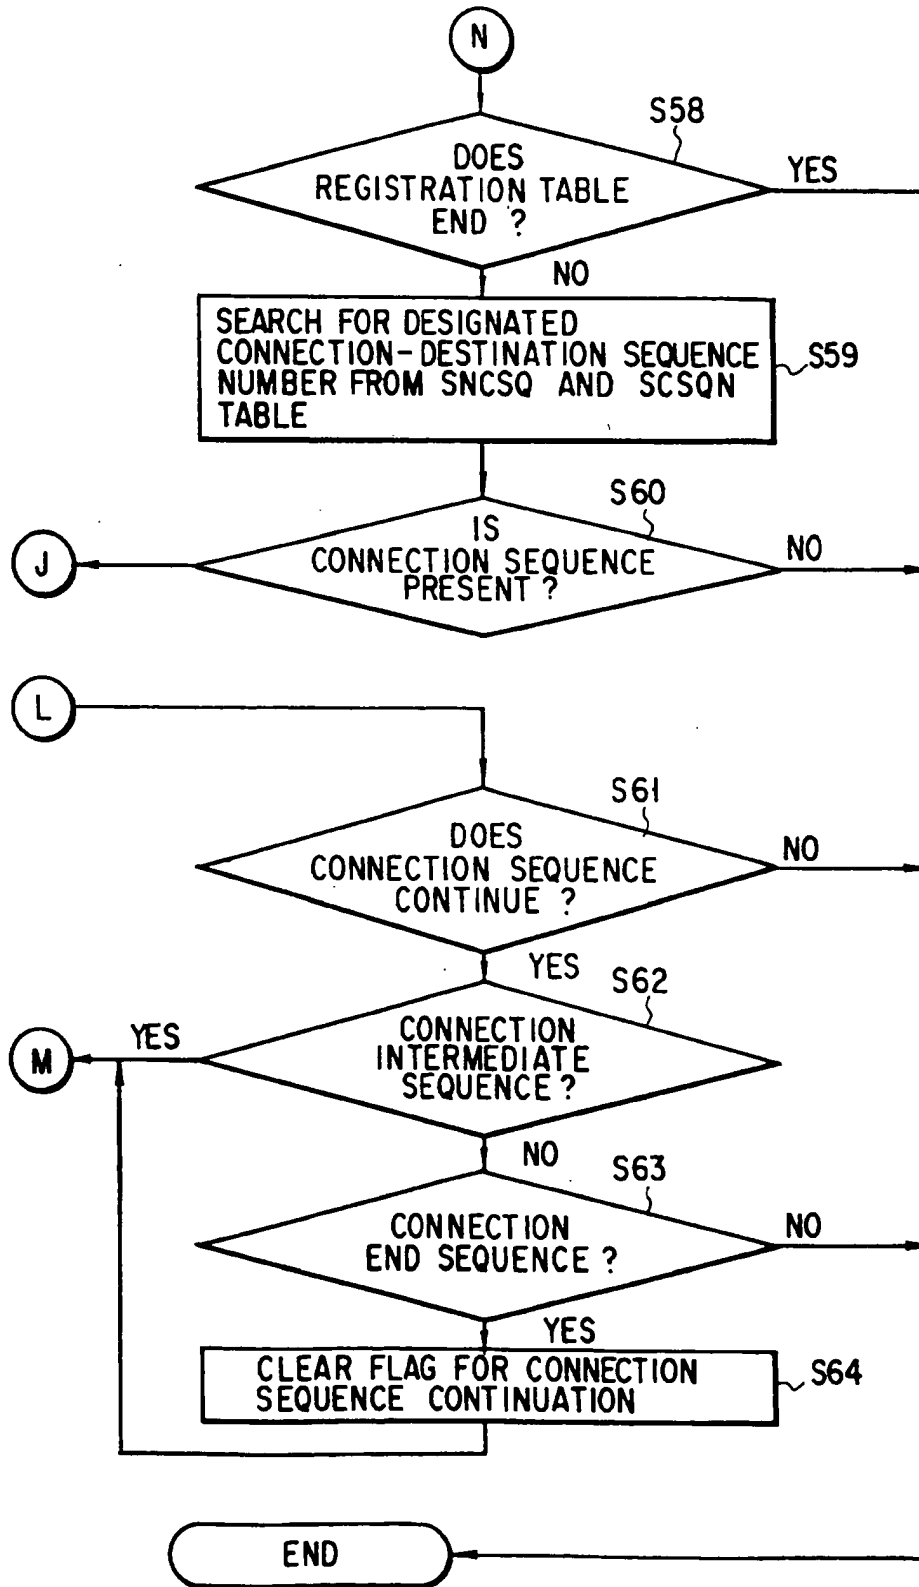 N
S58
DOES
REGISTRATION TABLE
END ?
YES
NO
SEARCH FOR DESIGNATED
CONNECTION-DESTINATION SEQUENCE
NUMBER FROM SNCSQ AND SCSQN
TABLE
S59
S60
IS
CONNECTION SEQUENCE
PRESENT ?
NO
J
L
S61
DOES
CONNECTION SEQUENCE
CONTINUE ?
NO
YES
S62
CONNECTION
INTERMEDIATE
SEQUENCE ?
YES
M
NO
S63
CONNECTION
END SEQUENCE ?
NO
YES
CLEAR FLAG FOR CONNECTION
SEQUENCE CONTINUATION
S64
END